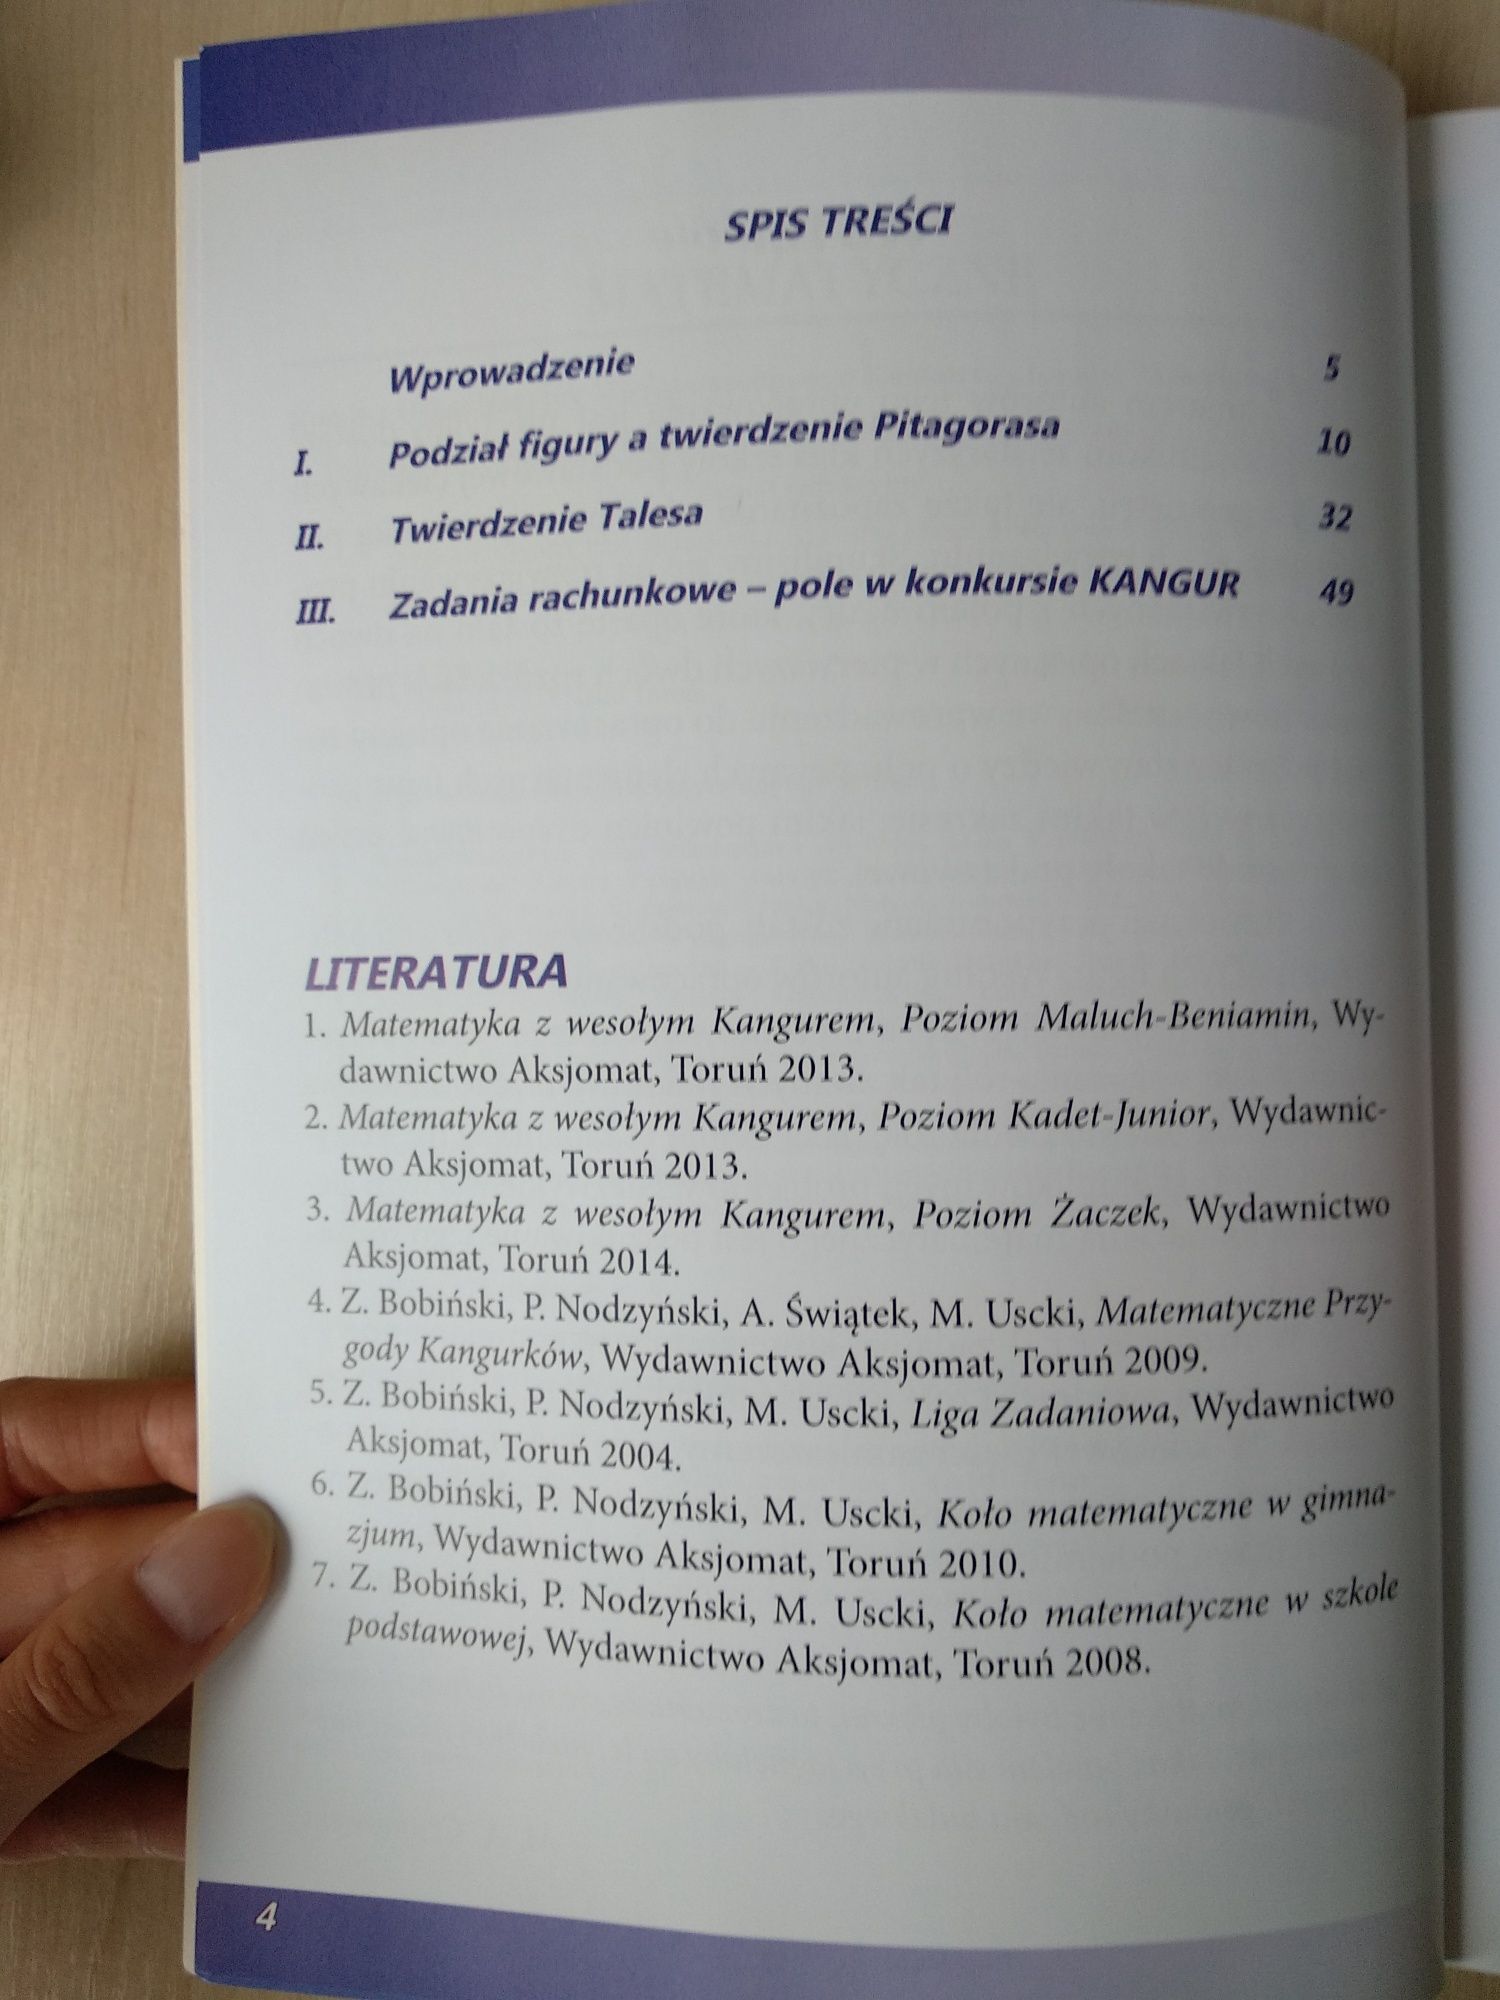 SPIS TREŚCI
Wprowadzenie 5
I. Podział figury a twierdzenie Pitagorasa 10
II. Twierdzenie Talesa 32
III. Zadania rachunkowe – pole w konkursie KANGUR 49
LITERATURA
1. Matematyka z wesołym Kangurem, Poziom Maluch-Beniamin, Wy-
dawnictwo Aksjomat, Toruń 2013.
2. Matematyka z wesołym Kangurem, Poziom Kadet-Junior, Wydawnic-
two Aksjomat, Toruń 2013.
3. Matematyka z wesołym Kangurem, Poziom Żaczek, Wydawnictwo
Aksjomat, Toruń 2014.
4. Z. Bobiński, P. Nodzyński, A. Świątek, M. Uscki, Matematyczne Przy-
gody Kangurków, Wydawnictwo Aksjomat, Toruń 2009.
5. Z. Bobiński, P. Nodzyński, M. Uscki, Liga Zadaniowa, Wydawnictwo
Aksjomat, Toruń 2004.
6. Z. Bobiński, P. Nodzyński, M. Uscki, Koło matematyczne w gimna-
zjum, Wydawnictwo Aksjomat, Toruń 2010.
7. Z. Bobiński, P. Nodzyński, M. Uscki, Koło matematyczne w szkole
podstawowej, Wydawnictwo Aksjomat, Toruń 2008.
4